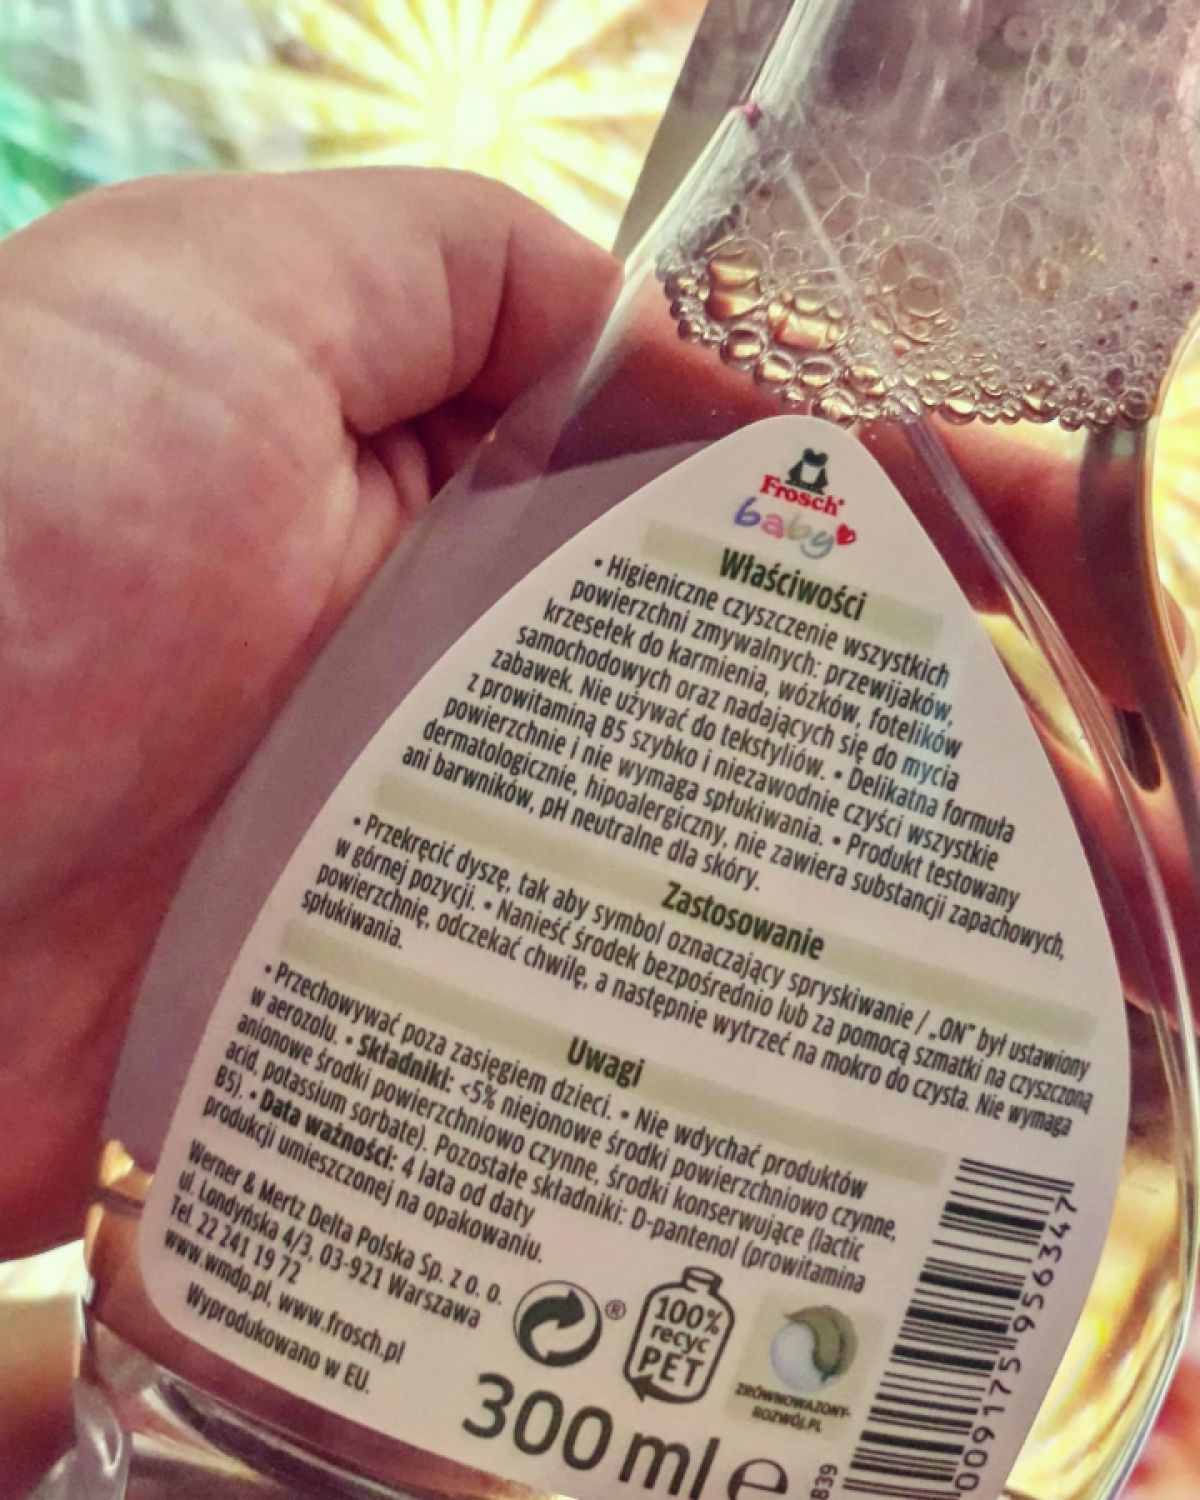 Frosch®
baby
Właściwości
• Higieniczne czyszczenie wszystkich
powierzchni zmywalnych: przewijaków,
krzesełek do karmienia, wózków, fotelików
samochodowych oraz nadających się do mycia
zabawek. Nie używać do tekstyliów. • Delikatna formuła
z prowitaminą B5 szybko i niezawodnie czyści wszystkie
powierzchnie i nie wymaga spłukiwania. • Produkt testowany
dermatologicznie, hipoalergiczny, nie zawiera substancji zapachowych,
ani barwników, pH neutralne dla skóry.
Zastosowanie
• Przekręcić dyszę, tak aby symbol oznaczający spryskiwanie / „ON” był ustawiony
w górnej pozycji. • Nanieść środek bezpośrednio lub za pomocą szmatki na czyszczoną
powierzchnię, odczekać chwilę, a następnie wytrzeć na mokro do czysta. Nie wymaga
spłukiwania.
Uwagi
• Przechowywać poza zasięgiem dzieci. • Nie wdychać produktów
w aerozolu. • Składniki: <5% niejonowe środki powierzchniowo czynne,
anionowe środki powierzchniowo czynne, środki konserwujące (lactic
acid, potassium sorbate). Pozostałe składniki: D-pantenol (prowitamina
B5). • Data ważności: 4 lata od daty
produkcji umieszczonej na opakowaniu.
Werner & Mertz Delta Polska Sp. z o. o.
ul. Londyńska 4/3, 03-921 Warszawa
Tel. 22 241 19 72
www.wmdp.pl, www.frosch.pl
Wyprodukowano w EU.
®
100%
recyc
PET
ZRÓWNOWAŻONY-
ROZWÓJ.PL
300 ml e
839
009175 956347